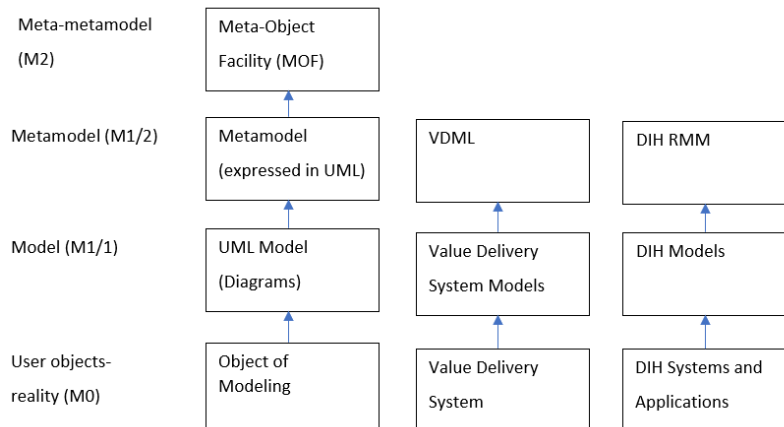 Meta-metamodel
(M2)
Meta-Object
Facility (MOF)
Metamodel (M1/2)
Metamodel
(expressed in UML)
VDML
DIH RMM
Model (M1/1)
UML Model
(Diagrams)
Value Delivery
System Models
DIH Models
User objects-
reality (M0)
Object of
Modeling
Value Delivery
System
DIH Systems and
Applications